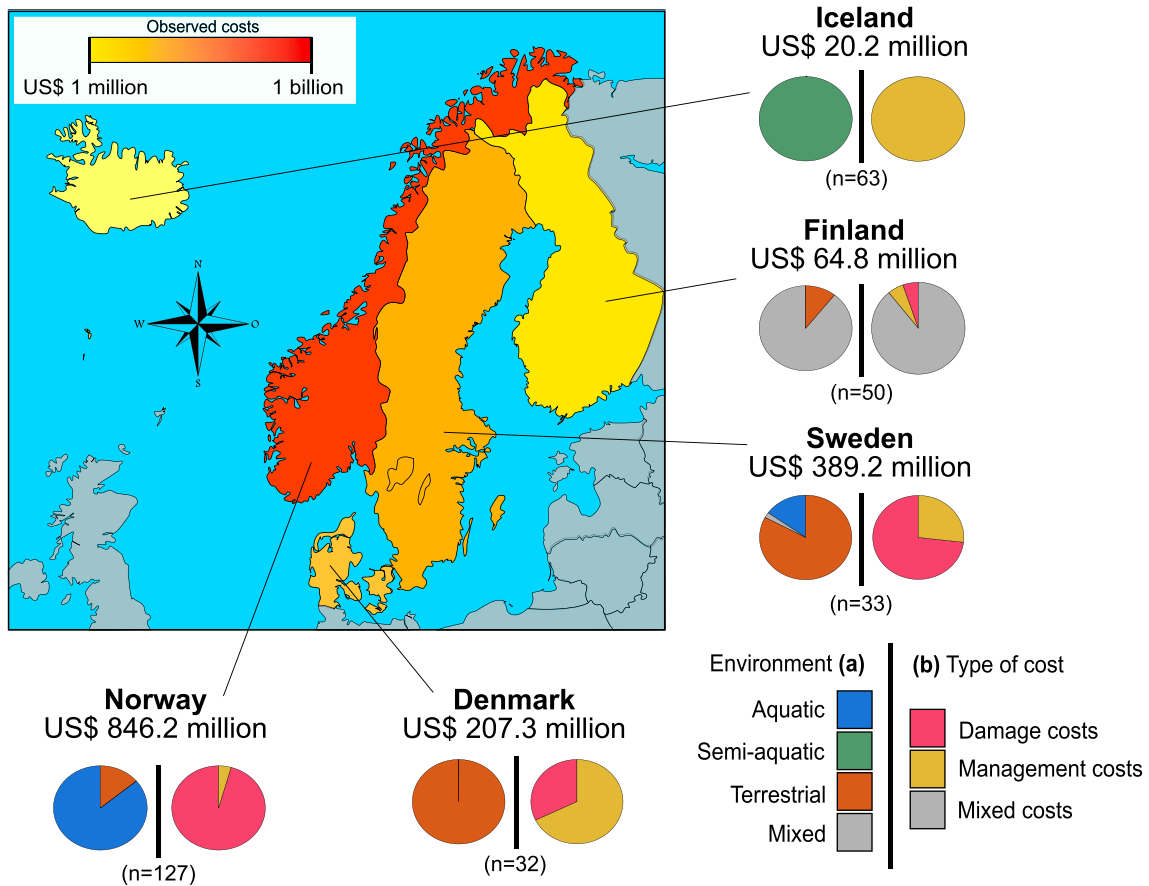 Observed costs
US$ 1 million
1 billion
N
W
O
S
Iceland
US$ 20.2 million
(n=63)
Finland
US$ 64.8 million
(n=50)
Sweden
US$ 389.2 million
(n=33)
Norway
US$ 846.2 million
(n=127)
Denmark
US$ 207.3 million
(n=32)
Environment (a)
Aquatic
Semi-aquatic
Terrestrial
Mixed
(b) Type of cost
Damage costs
Management costs
Mixed costs